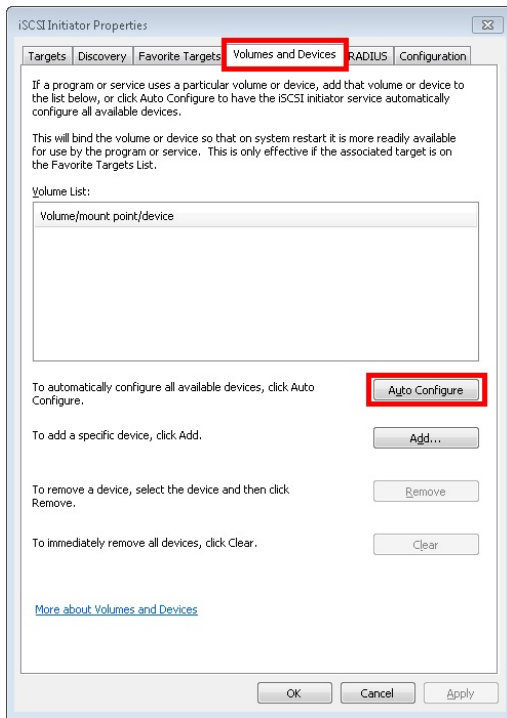 iSCSI Initiator Properties
Targets Discovery Favorite Targets Volumes and Devices RADIUS Configuration
If a program or service uses a particular volume or device, add that volume or device to
the list below, or click Auto Configure to have the iSCSI initiator service automatically
configure all available devices.
This will bind the volume or device so that on system restart it is more readily available
for use by the program or service.  This is only effective if the associated target is on
the Favorite Targets List.
Volume List:
Volume/mount point/device
To automatically configure all available devices, click Auto
Configure.
Auto Configure
To add a specific device, click Add.
Add...
To remove a device, select the device and then click
Remove.
Remove
To immediately remove all devices, click Clear.
Clear
More about Volumes and Devices
OK Cancel Apply